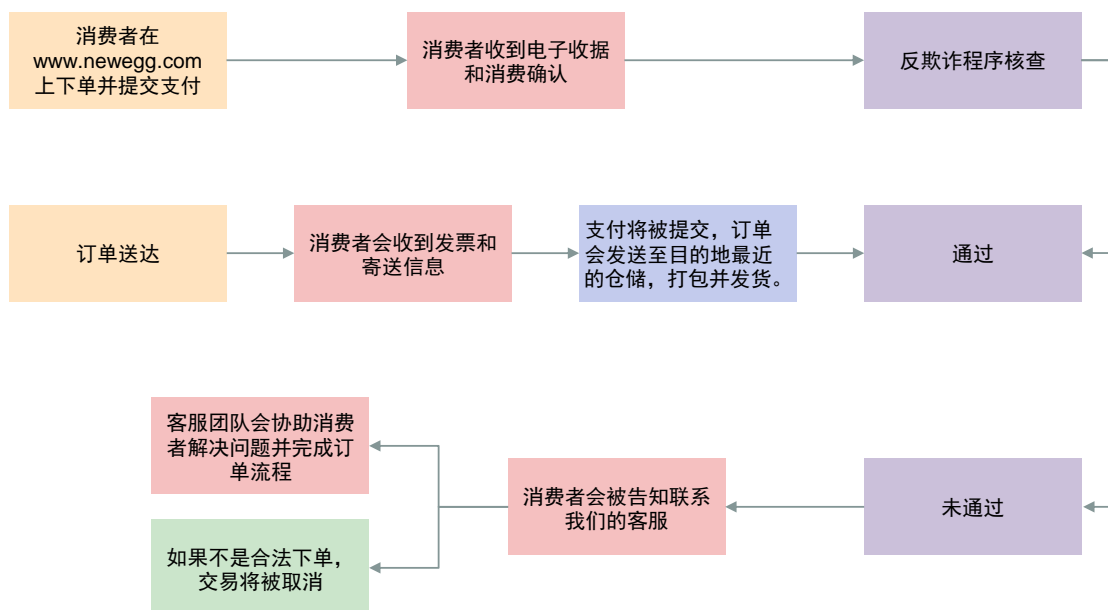 消费者在
www.newegg.com
上下单并提交支付
消费者收到电子收据
和消费确认
反欺诈程序核查
订单送达
消费者会收到发票和
寄送信息
支付将被提交，订单
会发送至目的地最近
的仓储，打包并发货。
通过
客服团队会协助消费
者解决问题并完成订
单流程
消费者会被告知联系
我们的客服
未通过
如果不是合法下单，
交易将被取消